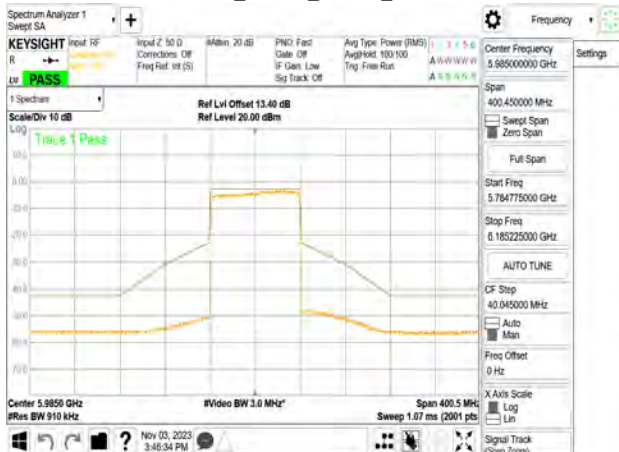 Spectrum Analyzer 1
Swept SA
+
Frequency
KEYSIGHT
Input: RF
Input Z: 50 Ω
#Atten: 20 dB
PNO: Fast
Avg Type: Power (RMS)
Corrections: Off
Gate: Off
Avg|Hold: 100/100
R
Freq Ref: Int (S)
IF Gain: Low
Trig: Free Run
LV PASS
Sig Track: Off
Center Frequency
5.985000000 GHz
Settings
Span
400.450000 MHz
Swept Span
Zero Span
Full Span
Start Freq
5.784775000 GHz
Stop Freq
6.185225000 GHz
AUTO TUNE
CF Step
40.045000 MHz
Auto
Man
Freq Offset
0 Hz
X Axis Scale
Log
Lin
Signal Track
(Span Zoom)
1 Spectrum
Ref Lvl Offset 13.40 dB
Scale/Div 10 dB
Ref Level 20.00 dBm
Log
Trace 1 Pass
10.0
0.00
Center 5.9850 GHz
#Video BW 3.0 MHz*
Span 400.5 MHz
#Res BW 910 kHz
Sweep 1.07 ms (2001 pts
?
Nov 03, 2023
3:46:34 PM